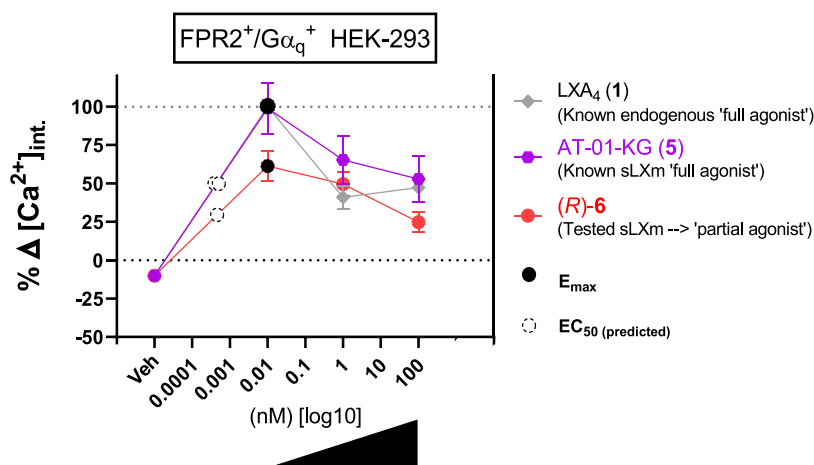 FPR2⁺/Gαq⁺ HEK-293
% Δ [Ca²⁺]int.
100
75
50
25
0
-25
-50
Veh
0.0001
0.001
0.01
0.1
1
10
100
(nM) [log10]
LXA₄ (1)
(Known endogenous 'full agonist')
AT-01-KG (5)
(Known sLXm 'full agonist')
(R)-6
(Tested sLXm --> 'partial agonist')
Emax
EC₅₀ (predicted)